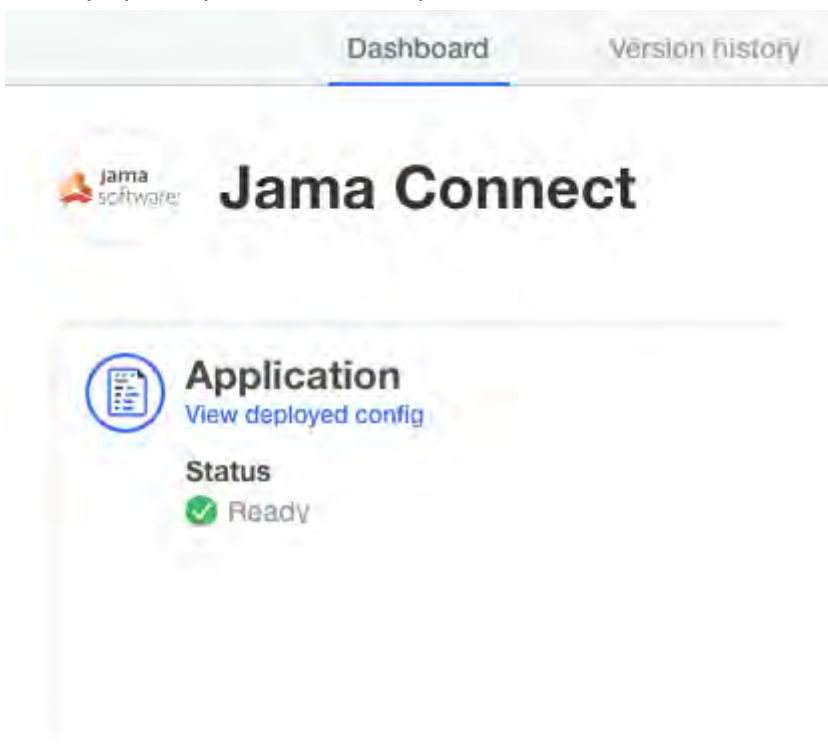 Dashboard Version history
jama
software
Jama Connect
Application
View deployed config
Status
Ready